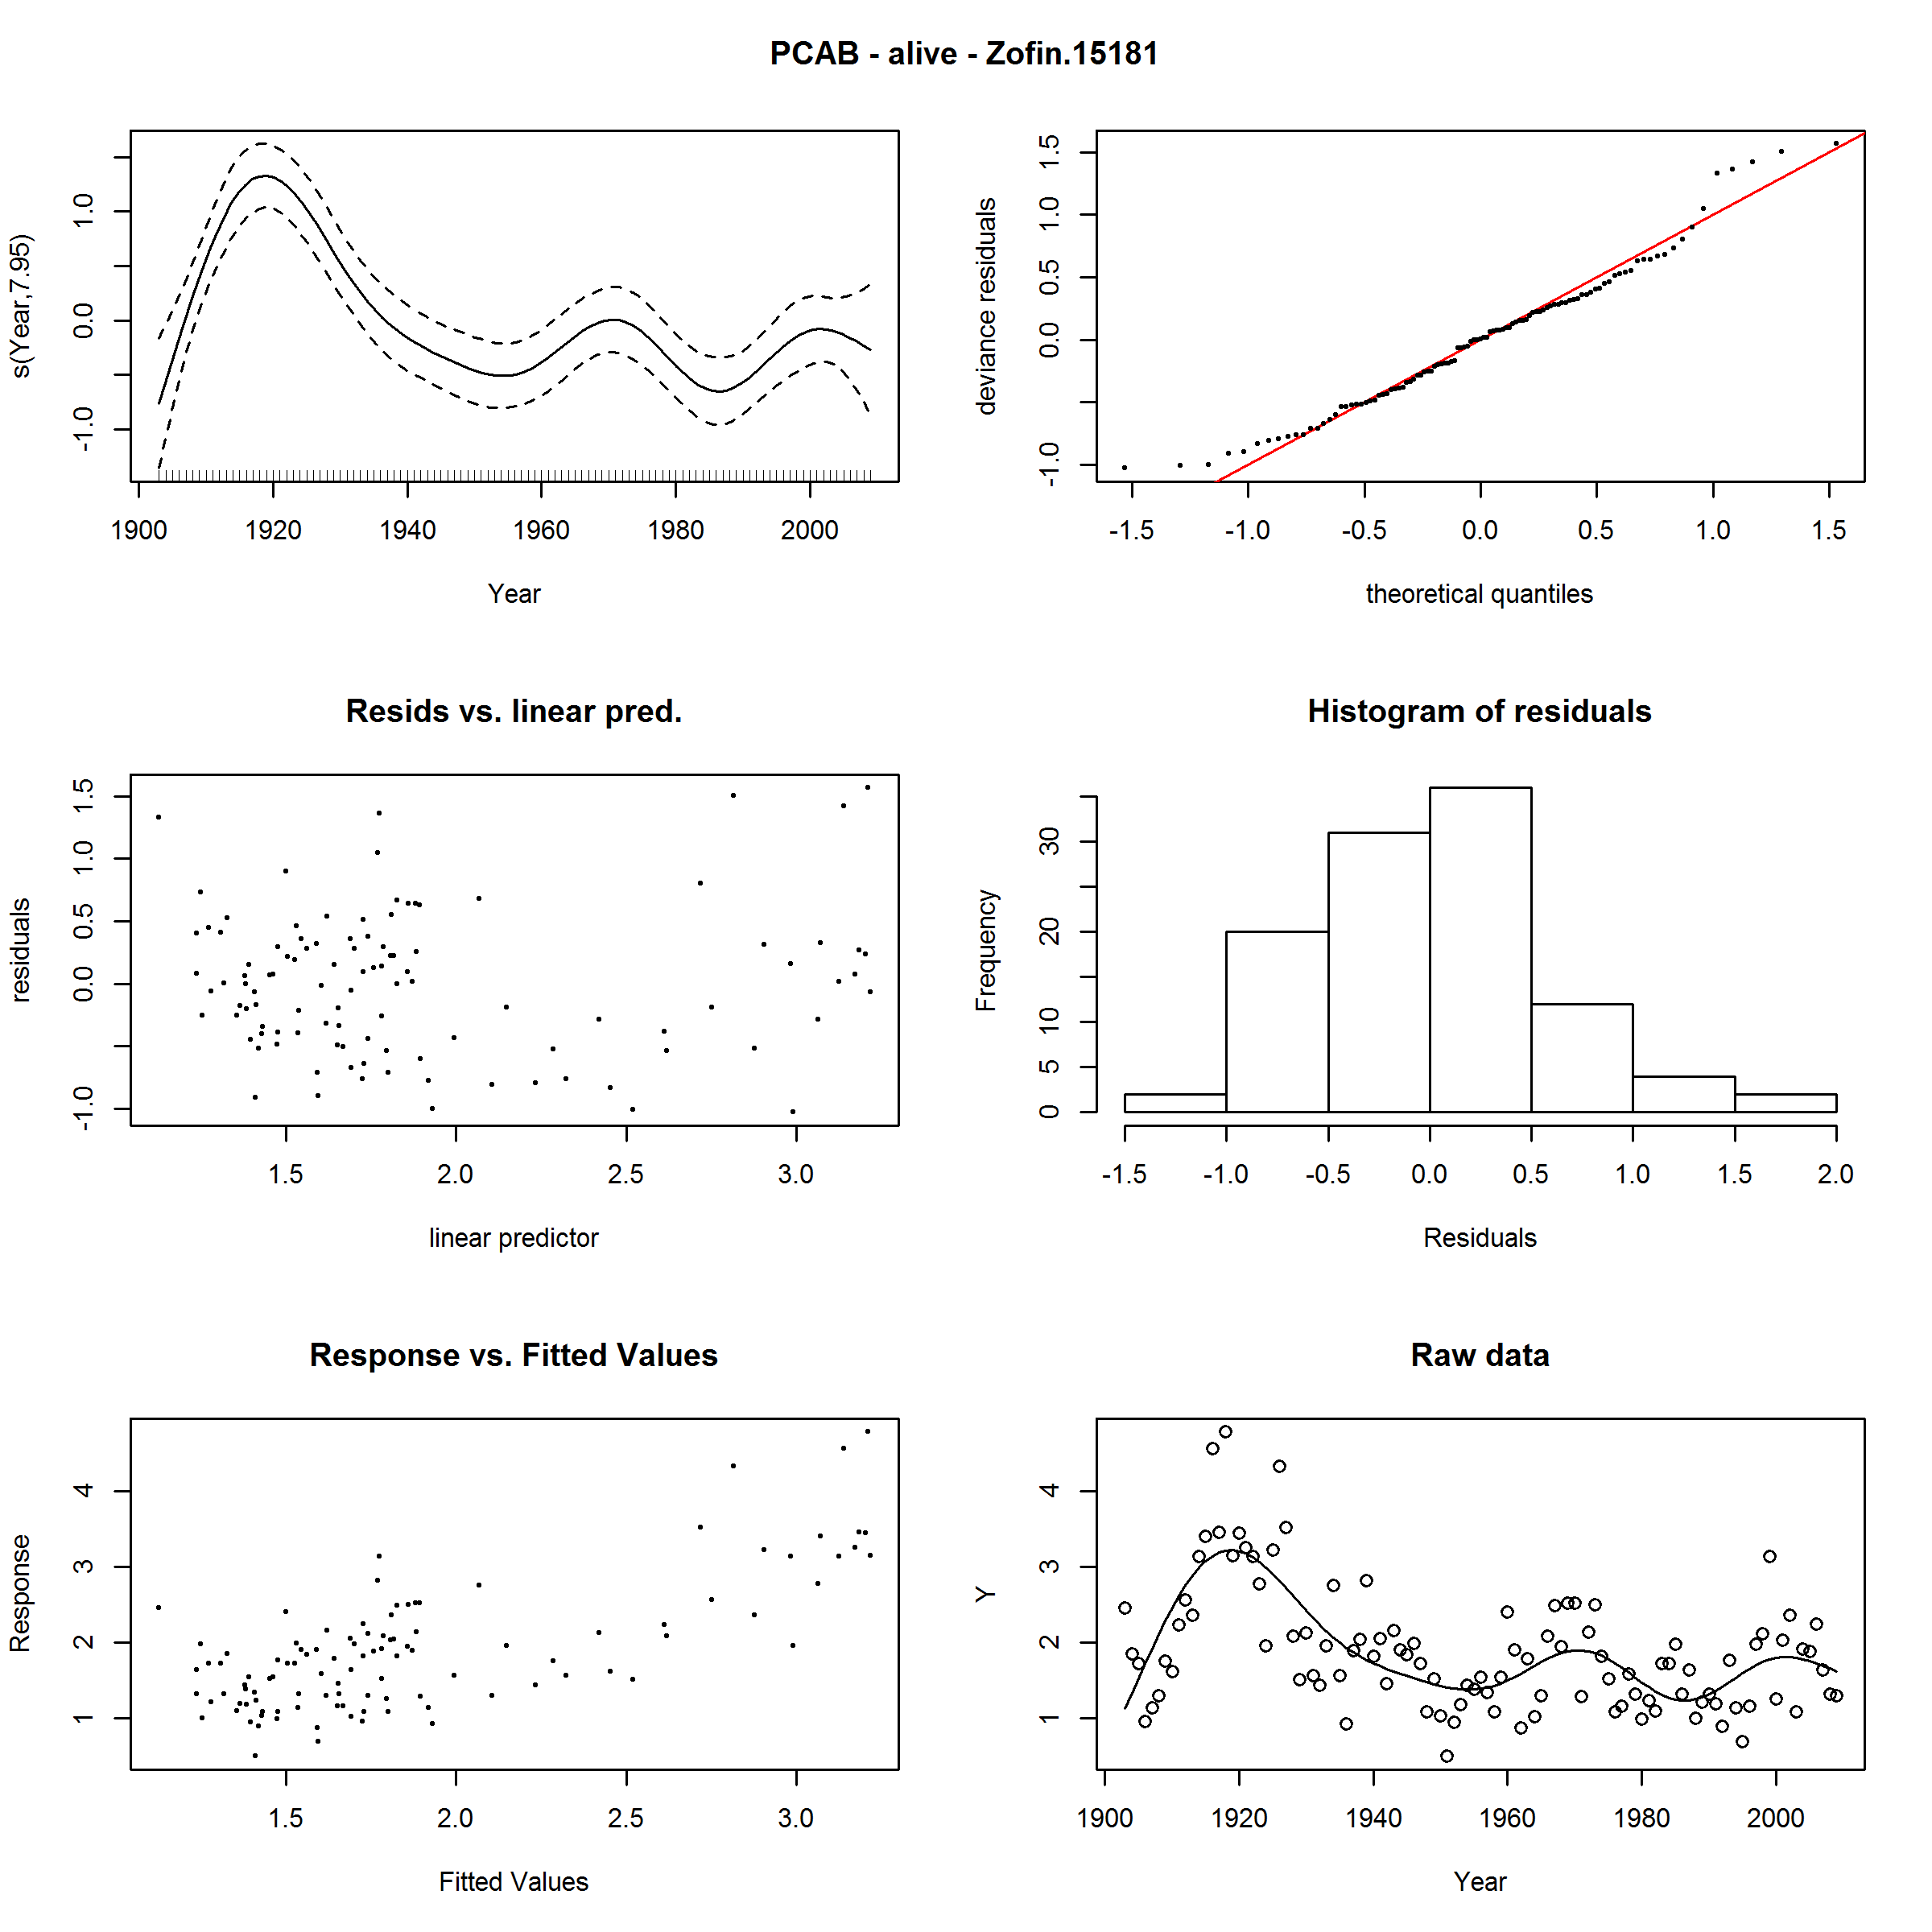 PCAB - alive - Zofin.15181
s(Year,7.95)
-1.0 0.0 1.0
1900 1920 1940 1960 1980 2000
Year
deviance residuals
-1.0 0.0 0.5 1.0 1.5
-1.5 -1.0 -0.5 0.0 0.5 1.0 1.5
theoretical quantiles
Resids vs. linear pred.
residuals
-1.0 0.0 0.5 1.0 1.5
1.5 2.0 2.5 3.0
linear predictor
Histogram of residuals
Frequency
0 5 10 20 30
-1.5 -1.0 -0.5 0.0 0.5 1.0 1.5 2.0
Residuals
Response vs. Fitted Values
Response
1 2 3 4
1.5 2.0 2.5 3.0
Fitted Values
Raw data
Y
1 2 3 4
1900 1920 1940 1960 1980 2000
Year